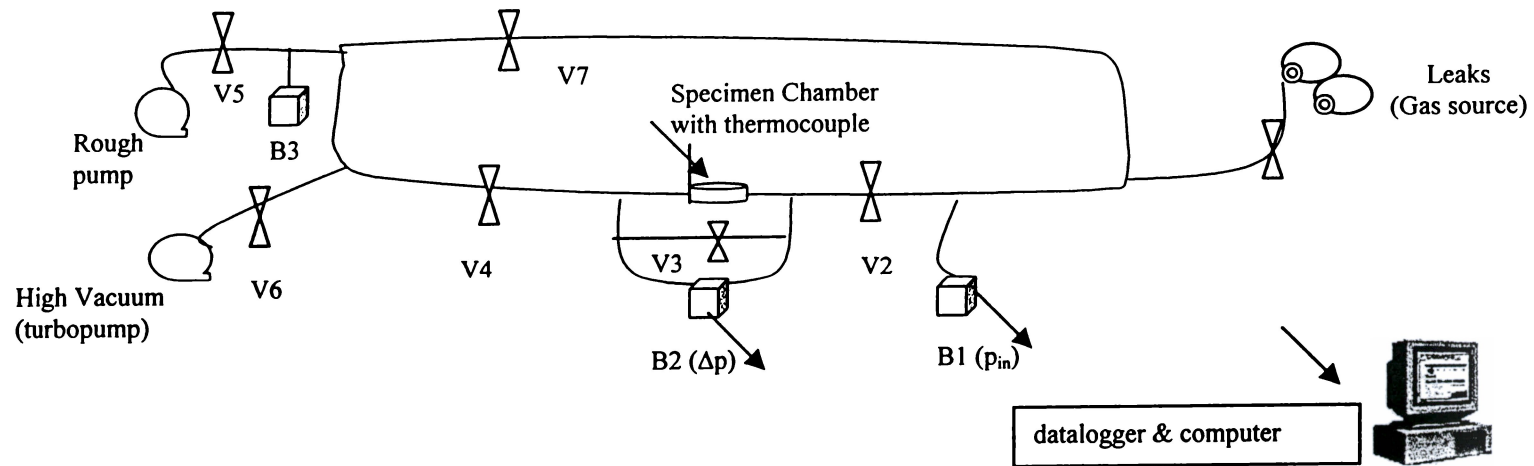 V5
V7
Leaks
(Gas source)
Specimen Chamber
with thermocouple
Rough
pump
B3
V4
V3
V2
V6
High Vacuum
(turbopump)
B2 (Δp)
B1 (pin)
datalogger & computer